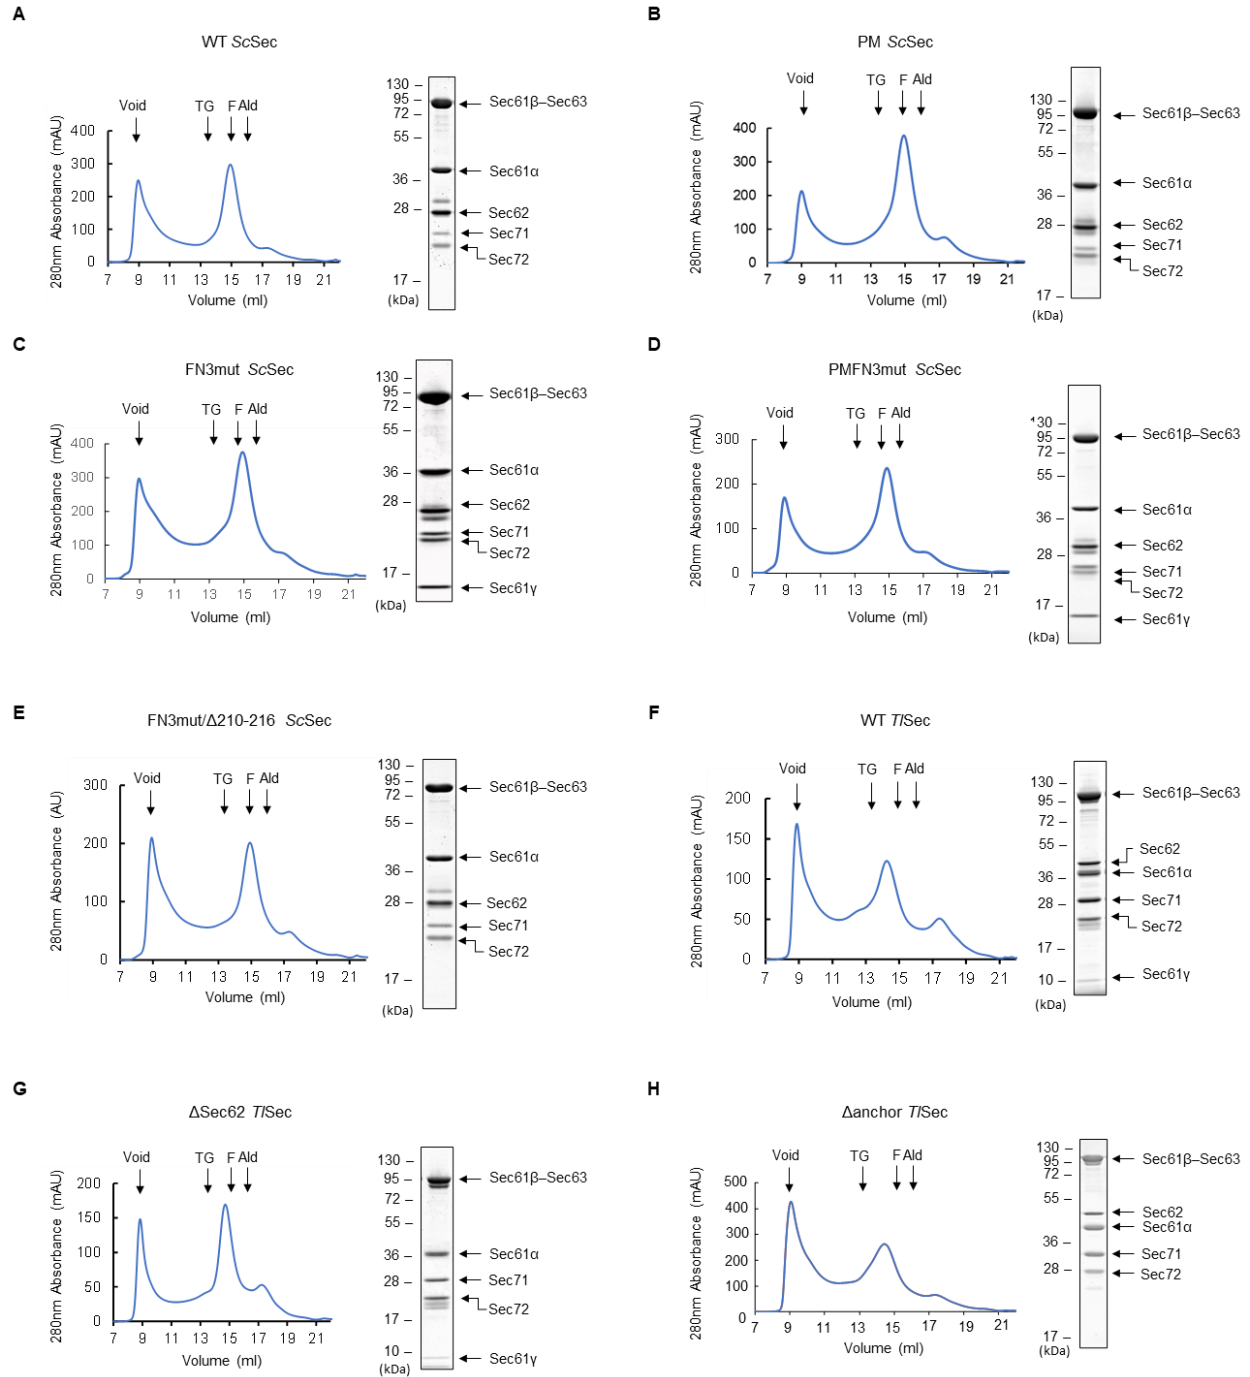 A
WT ScSec
Void
TG
F
Ald
280nm Absorbance (mAU)
400
300
200
100
0
7 9 11 13 15 17 19 21
Volume (ml)
130
95
72
55
36
28
17
(kDa)
Sec61β–Sec63
Sec61α
Sec62
Sec71
Sec72
B
PM ScSec
Void
TG
F
Ald
280nm Absorbance (mAU)
400
300
200
100
0
7 9 11 13 15 17 19 21
Volume (ml)
130
95
72
55
36
28
17
(kDa)
Sec61β–Sec63
Sec61α
Sec62
Sec71
Sec72
C
FN3mut ScSec
Void
TG
F
Ald
280nm Absorbance (mAU)
400
300
200
100
0
7 9 11 13 15 17 19 21
Volume (ml)
130
95
72
55
36
28
17
(kDa)
Sec61β–Sec63
Sec61α
Sec62
Sec71
Sec72
Sec61γ
D
PMFN3mut ScSec
Void
TG
F
Ald
280nm Absorbance (mAU)
300
200
100
0
7 9 11 13 15 17 19 21
Volume (ml)
130
95
72
55
36
28
17
(kDa)
Sec61β–Sec63
Sec61α
Sec62
Sec71
Sec72
Sec61γ
E
FN3mut/Δ210-216 ScSec
Void
TG
F
Ald
280nm Absorbance (AU)
300
200
100
0
7 9 11 13 15 17 19 21
Volume (ml)
130
95
72
55
36
28
17
(kDa)
Sec61β–Sec63
Sec61α
Sec62
Sec71
Sec72
F
WT TlSec
Void
TG
F
Ald
280nm Absorbance (mAU)
200
150
100
50
0
7 9 11 13 15 17 19 21
Volume (ml)
130
95
72
55
36
28
17
10
(kDa)
Sec61β–Sec63
Sec62
Sec61α
Sec71
Sec72
Sec61γ
G
ΔSec62 TlSec
Void
TG
F
Ald
280nm Absorbance (mAU)
200
150
100
50
0
7 9 11 13 15 17 19 21
Volume (ml)
130
95
72
55
36
28
17
10
(kDa)
Sec61β–Sec63
Sec61α
Sec71
Sec72
Sec61γ
H
Δanchor TlSec
Void
TG
F
Ald
280nm Absorbance (mAU)
500
400
300
200
100
0
7 9 11 13 15 17 19 21
Volume (ml)
130
95
72
55
36
28
17
(kDa)
Sec61β–Sec63
Sec62
Sec61α
Sec71
Sec72